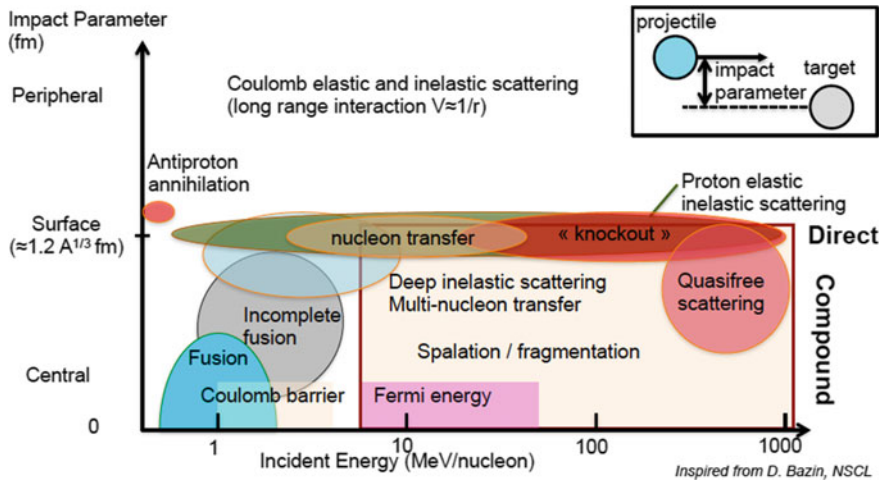 Impact Parameter
(fm)
Peripheral
Coulomb elastic and inelastic scattering
(long range interaction V≈1/r)
projectile
impact
parameter
target
Antiproton
annihilation
Proton elastic
inelastic scattering
Surface
(≈1.2 A^1/3 fm)
nucleon transfer
« knockout »
Direct
Deep inelastic scattering
Multi-nucleon transfer
Quasifree
scattering
Incomplete
fusion
Compound
Fusion
Spalation / fragmentation
Central
Coulomb barrier
Fermi energy
0
1
10
100
1000
Incident Energy (MeV/nucleon)
Inspired from D. Bazin, NSCL